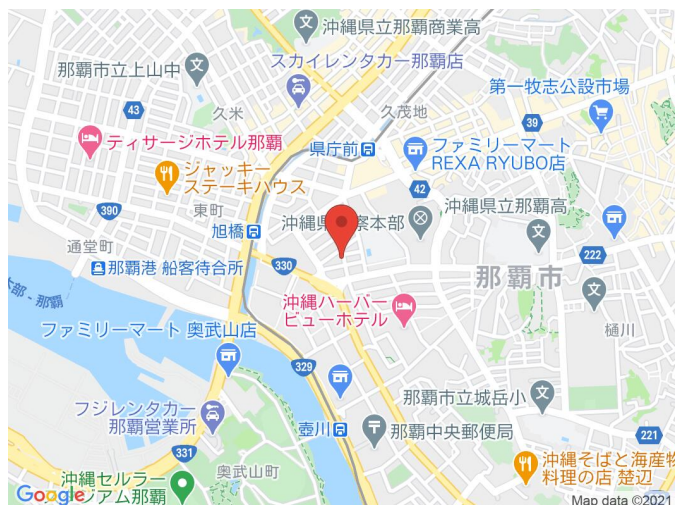 沖縄県立那覇商業高
那覇市立上山中
スカイレンタカー那覇店
43
久米
久茂地
第一牧志公設市場
39
ティサージホテル那覇
県庁前
ファミリーマート
REXA RYUBO店
ジャッキー
ステーキハウス
42
390
東町
沖縄県
察本部
沖縄県立那覇高
旭橋
通堂町
222
那覇港 船客待合所
330
那覇市
部 - 那覇
沖縄ハーバー
ビューホテル
樋川
ファミリーマート 奥武山店
329
那覇市立城岳小
フジレンタカー
那覇営業所
壺川
那覇中央郵便局
221
331
奥武山町
沖縄そばと海産物
料理の店 楚辺
沖縄セルラー
ジアム那覇
Google
Map data ©2021